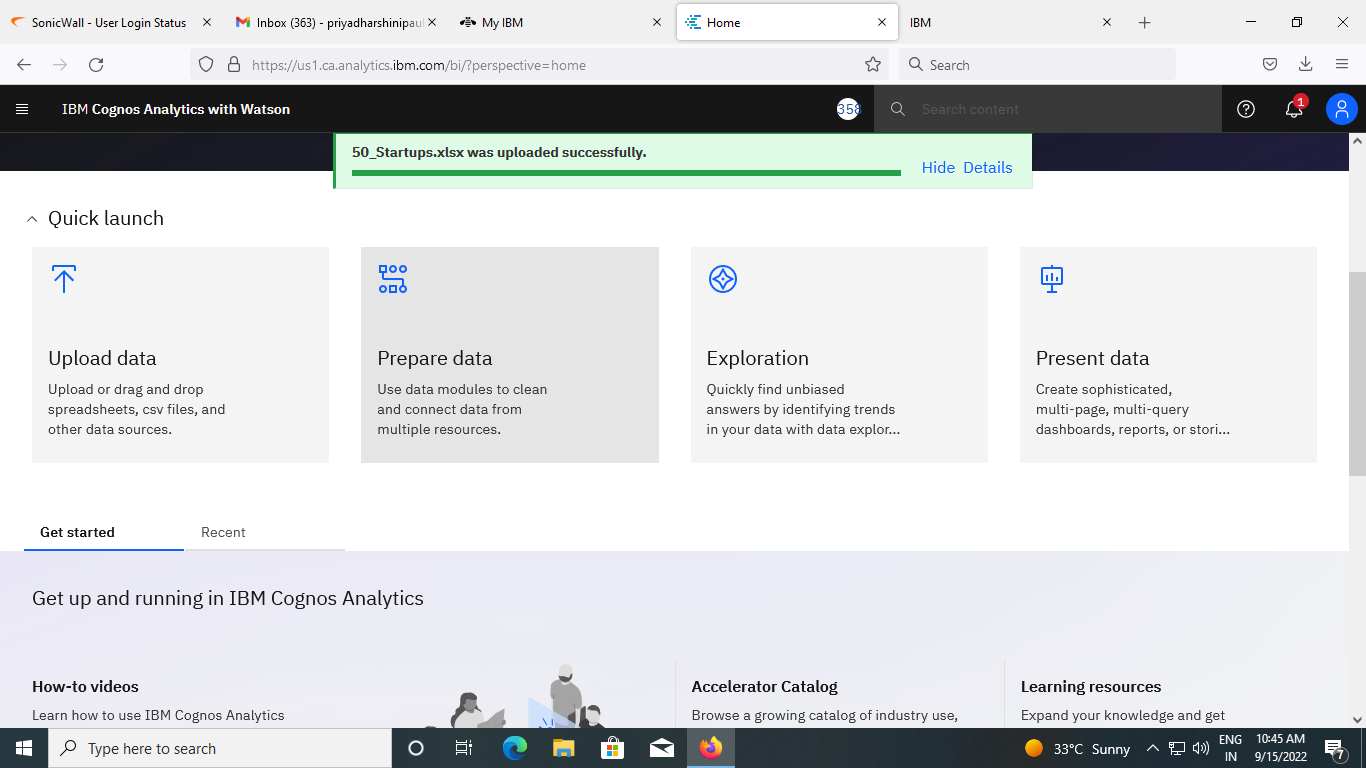 SonicWall - User Login Status
Inbox (363) - priyadharshinipaul
My IBM
Home
IBM
https://us1.ca.analytics.ibm.com/bi/?perspective=home
Search
IBM Cognos Analytics with Watson
358
Search content
1
50_Startups.xlsx was uploaded successfully.
Hide Details
Quick launch
Upload data
Upload or drag and drop
spreadsheets, csv files, and
other data sources.
Prepare data
Use data modules to clean
and connect data from
multiple resources.
Exploration
Quickly find unbiased
answers by identifying trends
in your data with data explor...
Present data
Create sophisticated,
multi-page, multi-query
dashboards, reports, or stori...
Get started
Recent
Get up and running in IBM Cognos Analytics
How-to videos
Learn how to use IBM Cognos Analytics
Accelerator Catalog
Browse a growing catalog of industry use,
Learning resources
Expand your knowledge and get
Type here to search
33°C Sunny
ENG
IN
10:45 AM
9/15/2022
7